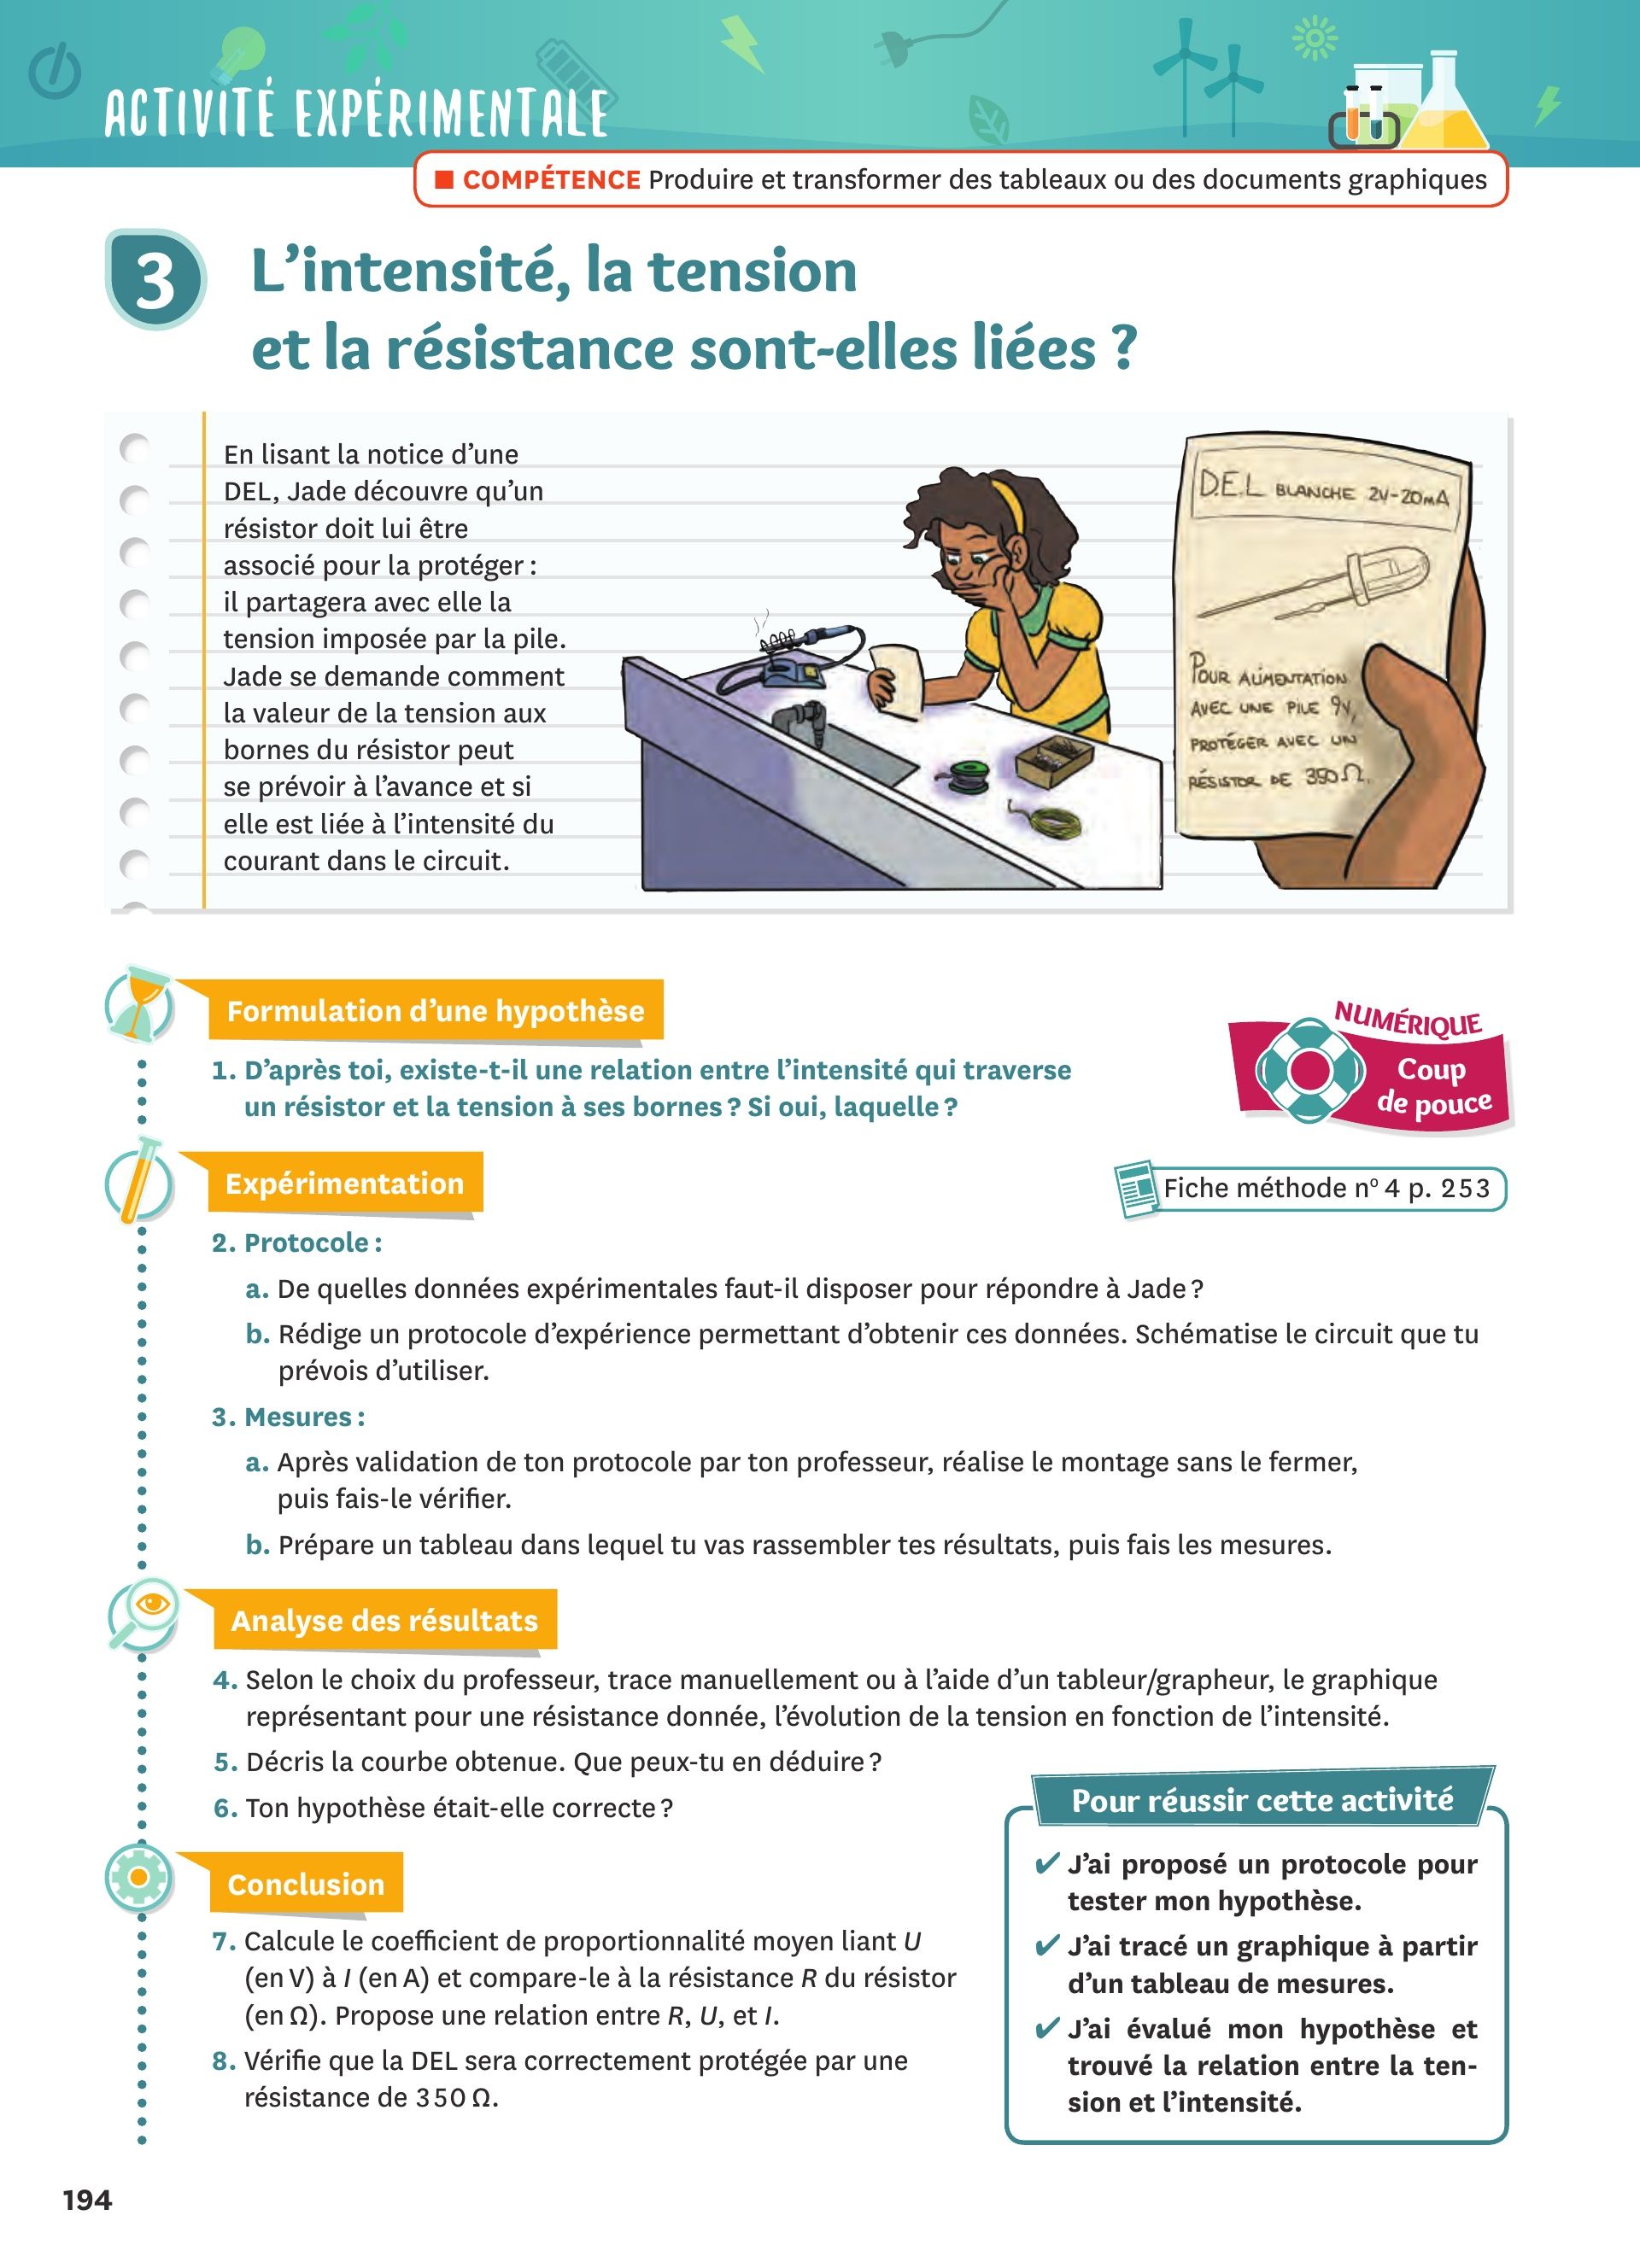 ACTIVITÉ EXPÉRIMENTALE
■ COMPÉTENCE Produire et transformer des tableaux ou des documents graphiques
3
L’intensité, la tension
et la résistance sont-elles liées ?
En lisant la notice d’une
DEL, Jade découvre qu’un
résistor doit lui être
associé pour la protéger :
il partagera avec elle la
tension imposée par la pile.
Jade se demande comment
la valeur de la tension aux
bornes du résistor peut
se prévoir à l’avance et si
elle est liée à l’intensité du
courant dans le circuit.
D.E.L BLANCHE 2V-20mA
POUR ALIMENTATION
AVEC UNE PILE 9V,
PROTÉGER AVEC UN
RÉSISTOR DE 350Ω.
Formulation d’une hypothèse
1. D’après toi, existe-t-il une relation entre l’intensité qui traverse
un résistor et la tension à ses bornes ? Si oui, laquelle ?
NUMÉRIQUE
Coup
de pouce
Expérimentation
Fiche méthode nº 4 p. 253
2. Protocole :
a. De quelles données expérimentales faut-il disposer pour répondre à Jade ?
b. Rédige un protocole d’expérience permettant d’obtenir ces données. Schématise le circuit que tu
prévois d’utiliser.
3. Mesures :
a. Après validation de ton protocole par ton professeur, réalise le montage sans le fermer,
puis fais-le vérifier.
b. Prépare un tableau dans lequel tu vas rassembler tes résultats, puis fais les mesures.
Analyse des résultats
4. Selon le choix du professeur, trace manuellement ou à l’aide d’un tableur/grapheur, le graphique
représentant pour une résistance donnée, l’évolution de la tension en fonction de l’intensité.
5. Décris la courbe obtenue. Que peux-tu en déduire ?
6. Ton hypothèse était-elle correcte ?
Conclusion
7. Calcule le coefficient de proportionnalité moyen liant U
(en V) à I (en A) et compare-le à la résistance R du résistor
(en Ω). Propose une relation entre R, U, et I.
8. Vérifie que la DEL sera correctement protégée par une
résistance de 350 Ω.
Pour réussir cette activité
✔ J’ai proposé un protocole pour
tester mon hypothèse.
✔ J’ai tracé un graphique à partir
d’un tableau de mesures.
✔ J’ai évalué mon hypothèse et
trouvé la relation entre la ten-
sion et l’intensité.
194